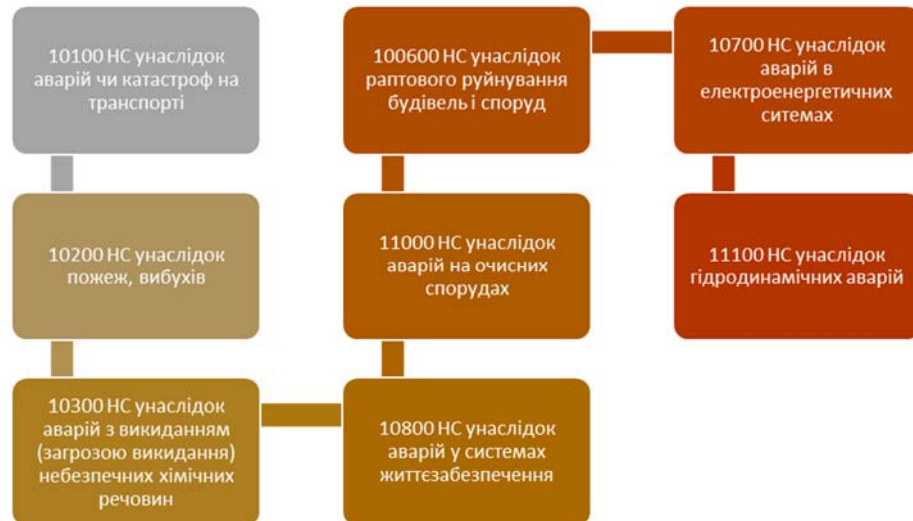 10100 НС унаслідок
аварій чи катастроф на
транспорті
10200 НС унаслідок
пожеж, вибухів
10300 НС унаслідок
аварій з викиданням
(загрозою викидання)
небезпечних хімічних
речовин
10800 НС унаслідок
аварій у системах
життєзабезпечення
11000 НС унаслідок
аварій на очисних
спорудах
100600 НС унаслідок
раптового руйнування
будівель і споруд
10700 НС унаслідок
аварій в
електроенергетичних
ситемах
11100 НС унаслідок
гідродинамічних аварій